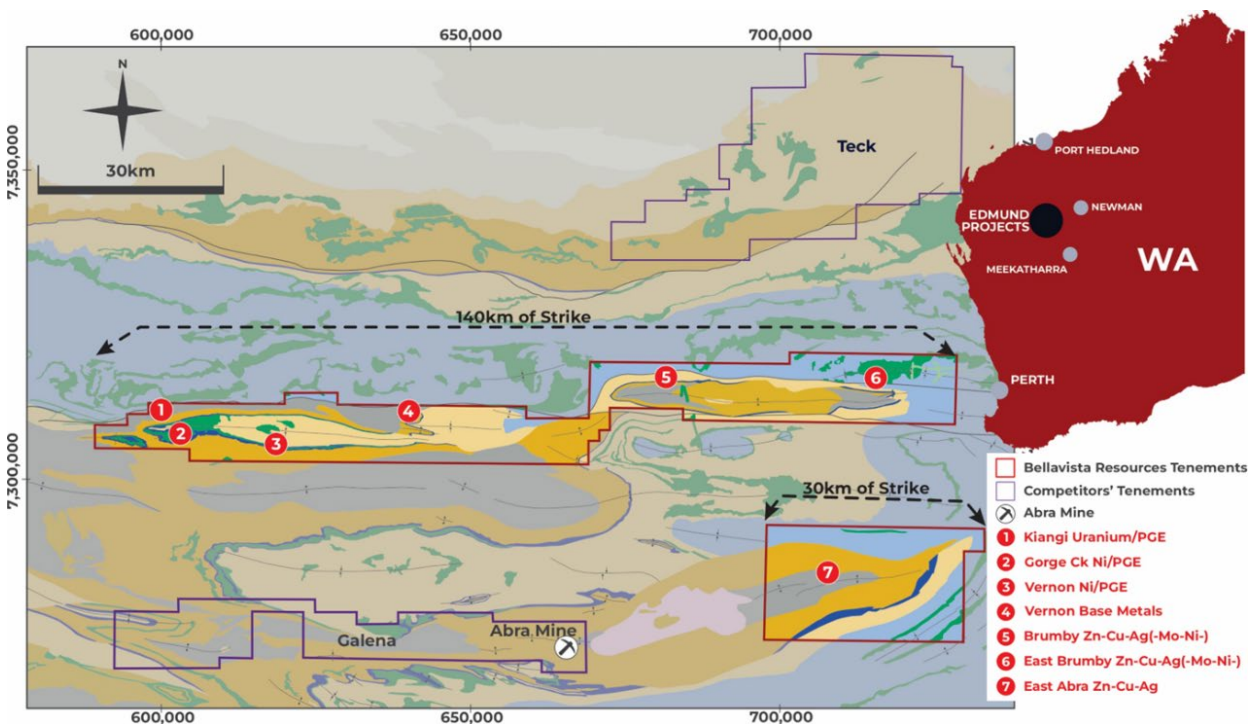 600,000
650,000
700,000
N
30km
7,350,000
7,300,000
Teck
140km of Strike
1
2
3
4
5
6
30km of Strike
7
Galena
Abra Mine
600,000
650,000
700,000
PORT HEDLAND
EDMUND
PROJECTS
NEWMAN
MEEKATHARRA
WA
PERTH
Bellavista Resources Tenements
Competitors' Tenements
Abra Mine
1 Kiangi Uranium/PGE
2 Gorge Ck Ni/PGE
3 Vernon Ni/PGE
4 Vernon Base Metals
5 Brumby Zn-Cu-Ag(-Mo-Ni-)
6 East Brumby Zn-Cu-Ag(-Mo-Ni-)
7 East Abra Zn-Cu-Ag